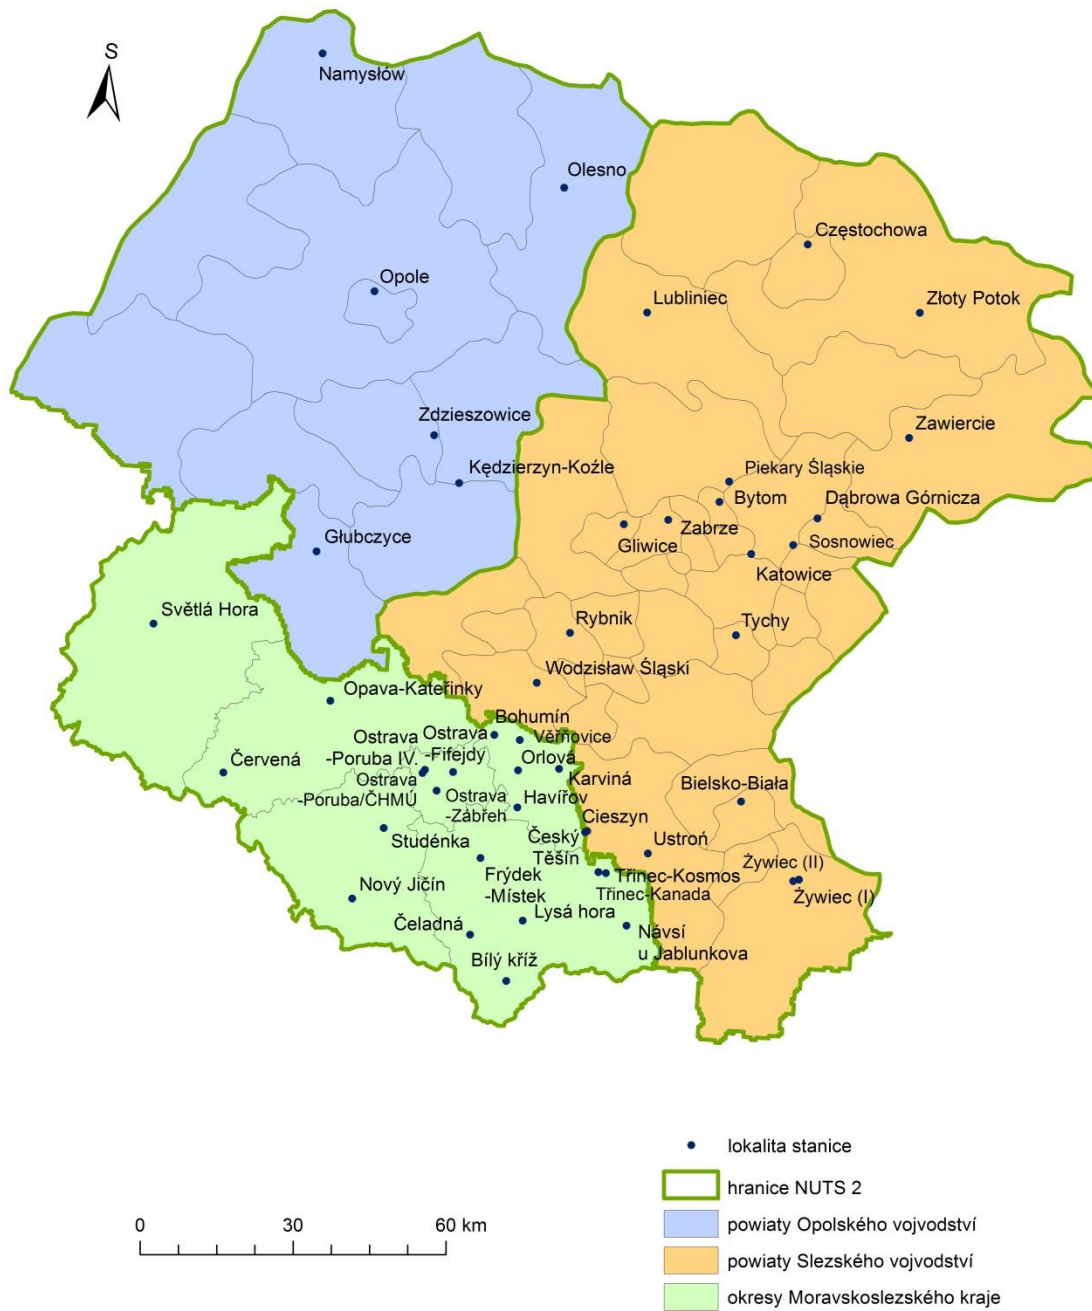 S
Namysłów
Olesno
Częstochowa
Opole
Lubliniec
Złoty Potok
Zdzieszowice
Zawiercie
Kędzierzyn-Koźle
Piekary Śląskie
Bytom
Dąbrowa Górnicza
Głubczyce
Gliwice
Zabrze
Sosnowiec
Katowice
Světlá Hora
Rybnik
Tychy
Wodzisław Śląski
Opava-Kateřinky
Bohumín
Věřnovice
Ostrava
-Poruba IV.
Ostrava
-Fifejdy
Červená
Ostrava
-Poruba/ČHMÚ
Orlová
Karviná
Bielsko-Biała
Ostrava
-Zábřeh
Havířov
Cieszyn
Studénka
Český
Těšín
Ustroń
Żywiec (II)
Frýdek
-Místek
Třinec-Kosmos
Třinec-Kanada
Żywiec (I)
Nový Jičín
Čeladná
Lysá hora
Návsí
u Jablunkova
Bílý kříž
lokalita stanice
hranice NUTS 2
0 30 60 km
powiaty Opolského vojvodství
powiaty Slezského vojvodství
okresy Moravskoslezského kraje